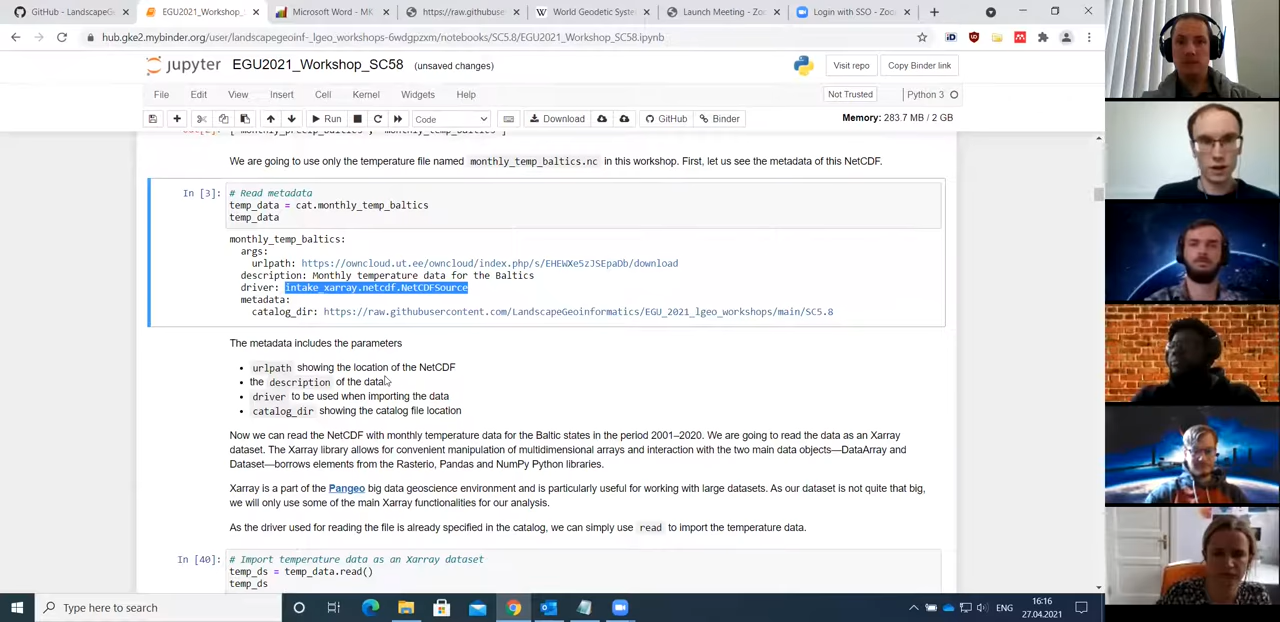 GitHub - Landscape
EGU2021_Workshop_
Microsoft Word - MK
https://raw.githubuse
World Geodetic Syste
Launch Meeting - Zoo
Login with SSO - Zoo
hub.gke2.mybinder.org/user/landscapegeoinf-_lgeo_workshops-6wdgpzxm/notebooks/SC5.8/EGU2021_Workshop_SC58.ipynb
jupyter EGU2021_Workshop_SC58 (unsaved changes)
Visit repo Copy Binder link
File Edit View Insert Cell Kernel Widgets Help
Not Trusted Python 3
Run Code Download GitHub Binder
Memory: 283.7 MB / 2 GB
We are going to use only the temperature file named monthly_temp_baltics.nc in this workshop. First, let us see the metadata of this NetCDF.
In [3]: # Read metadata
temp_data = cat.monthly_temp_baltics
temp_data
monthly_temp_baltics:
args:
urlpath: https://owncloud.ut.ee/owncloud/index.php/s/EHEWXe5zJSEpaDb/download
description: Monthly temperature data for the Baltics
driver: intake_xarray.netcdf.NetCDFSource
metadata:
catalog_dir: https://raw.githubusercontent.com/LandscapeGeoinformatics/EGU_2021_lgeo_workshops/main/SC5.8
The metadata includes the parameters
• urlpath showing the location of the NetCDF
• the description of the data
• driver to be used when importing the data
• catalog_dir showing the catalog file location
Now we can read the NetCDF with monthly temperature data for the Baltic states in the period 2001–2020. We are going to read the data as an Xarray
dataset. The Xarray library allows for convenient manipulation of multidimensional arrays and interaction with the two main data objects—DataArray and
Dataset—borrows elements from the Rasterio, Pandas and NumPy Python libraries.
Xarray is a part of the Pangeo big data geoscience environment and is particularly useful for working with large datasets. As our dataset is not quite that big,
we will only use some of the main Xarray functionalities for our analysis.
As the driver used for reading the file is already specified in the catalog, we can simply use read to import the temperature data.
In [40]: # Import temperature data as an Xarray dataset
temp_ds = temp_data.read()
temp_ds
Type here to search
ENG
16:16
27.04.2021